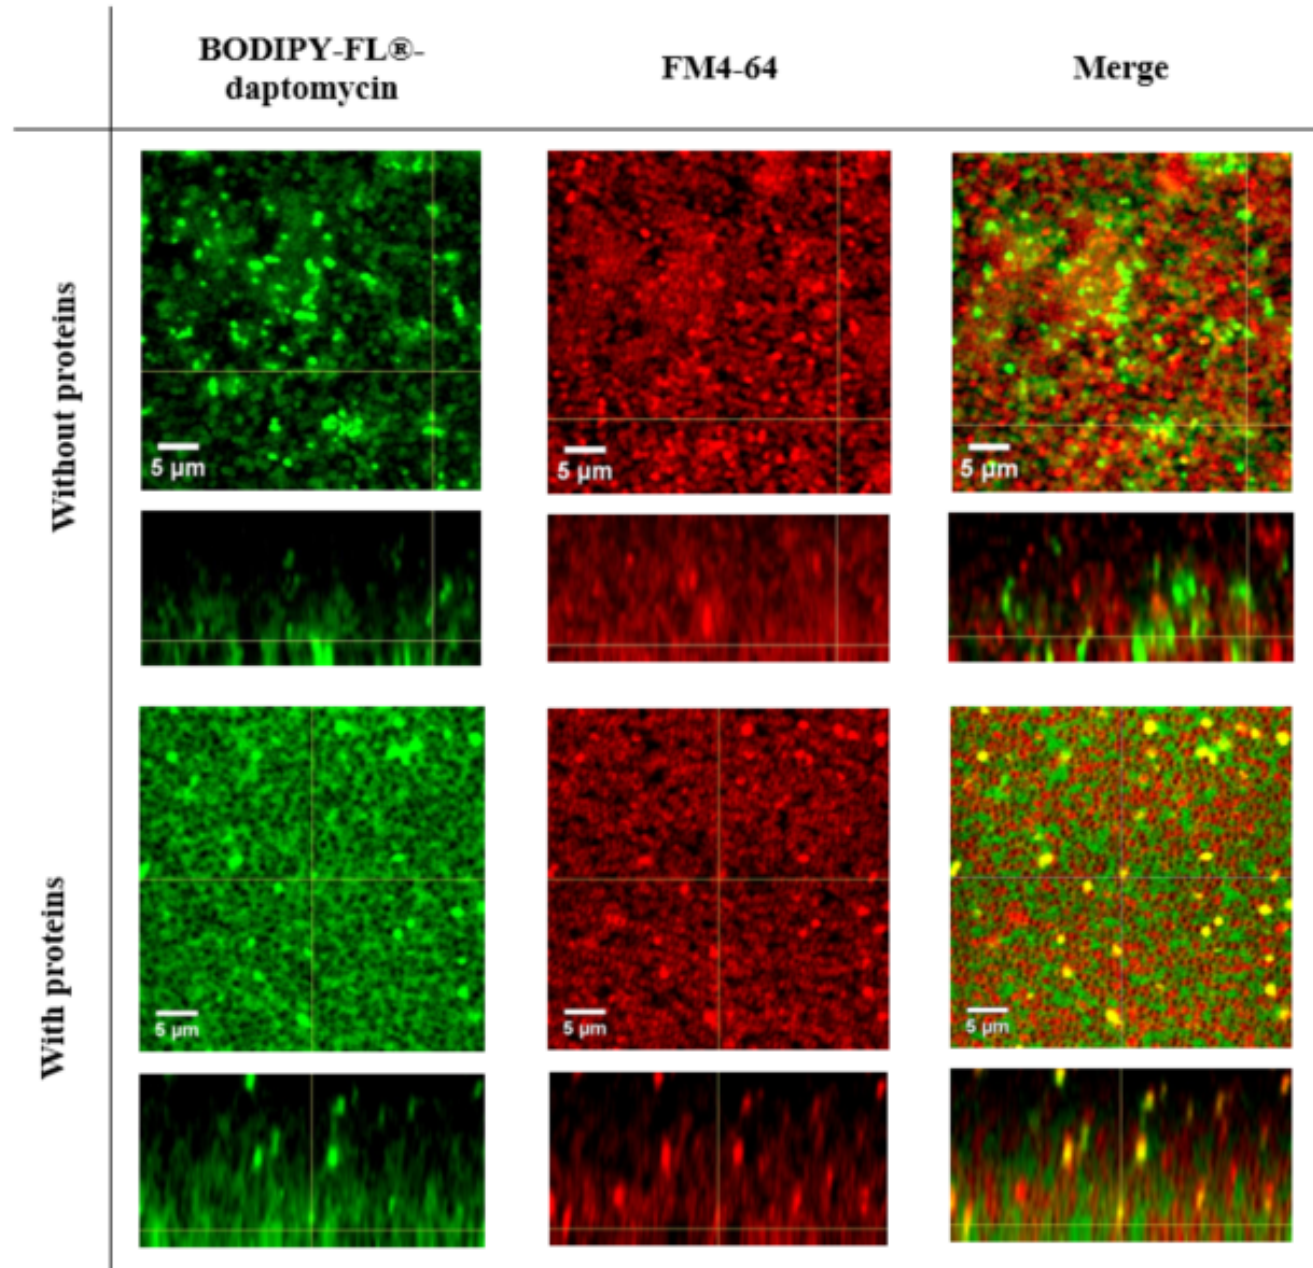 BODIPY-FL®-
daptomycin
FM4-64
Merge
Without proteins
5 µm
5 µm
5 µm
With proteins
5 µm
5 µm
5 µm